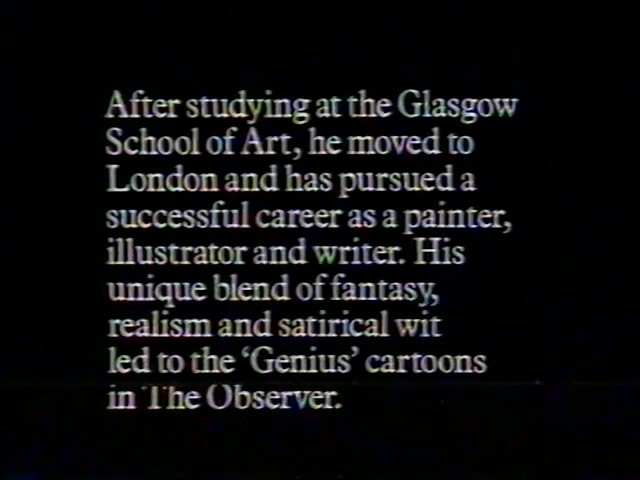 After studying at the Glasgow
School of Art, he moved to
London and has pursued a
successful career as a painter,
illustrator and writer. His
unique blend of fantasy,
realism and satirical wit
led to the ‘Genius’ cartoons
in The Observer.